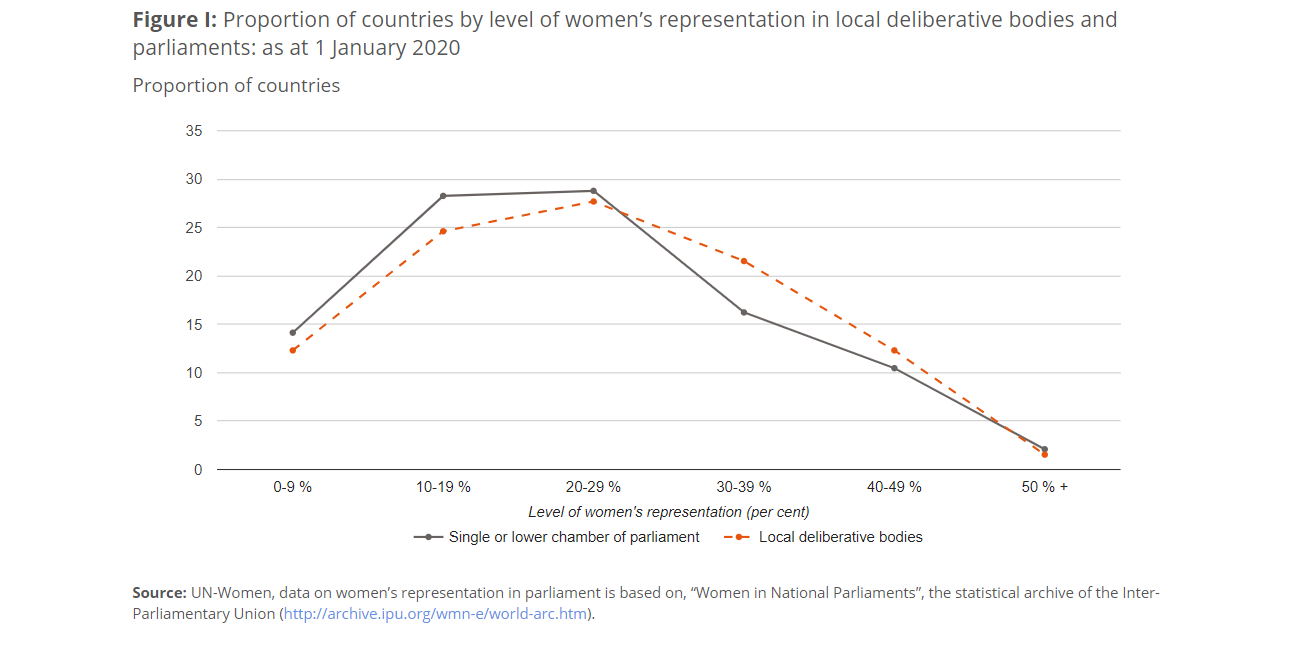 Figure I: Proportion of countries by level of women’s representation in local deliberative bodies and
parliaments: as at 1 January 2020
Proportion of countries
35
30
25
20
15
10
5
0
0-9 %
10-19 %
20-29 %
30-39 %
40-49 %
50 % +
Level of women's representation (per cent)
Single or lower chamber of parliament
Local deliberative bodies
Source: UN-Women, data on women’s representation in parliament is based on, “Women in National Parliaments”, the statistical archive of the Inter-
Parliamentary Union (http://archive.ipu.org/wmn-e/world-arc.htm).